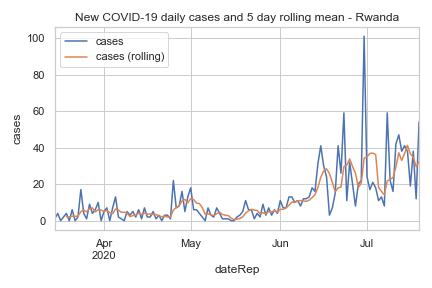 New COVID-19 daily cases and 5 day rolling mean - Rwanda
cases
cases (rolling)
100
80
60
40
20
0
cases
Apr
2020
May
Jun
Jul
dateRep